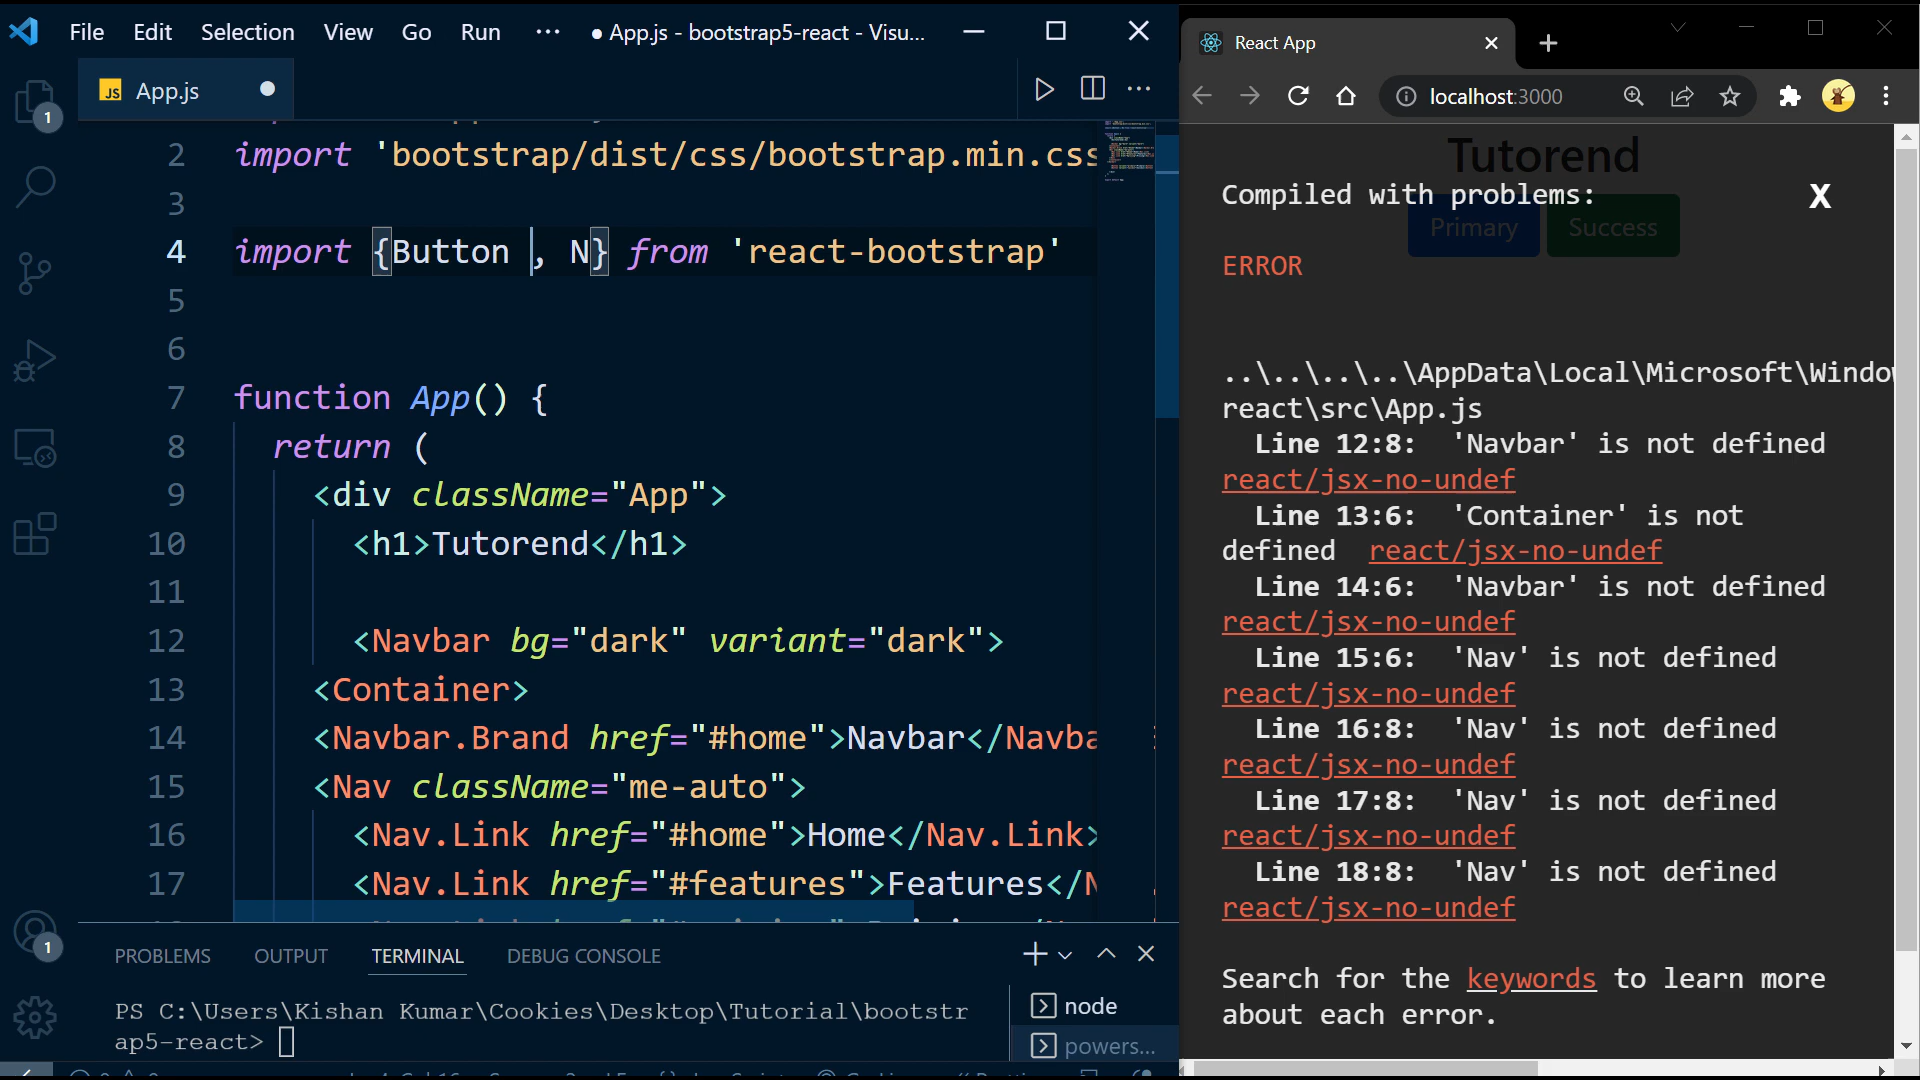 File Edit Selection View Go Run ··· ● App.js - bootstrap5-react - Visu...
JS App.js
1
2 import 'bootstrap/dist/css/bootstrap.min.css
3
4 import {Button , N} from 'react-bootstrap'
5
6
7 function App() {
8 return (
9 <div className="App">
10 <h1>Tutorend</h1>
11
12 <Navbar bg="dark" variant="dark">
13 <Container>
14 <Navbar.Brand href="#home">Navbar</Navba
15 <Nav className="me-auto">
16 <Nav.Link href="#home">Home</Nav.Link>
17 <Nav.Link href="#features">Features</N
1
PROBLEMS OUTPUT TERMINAL DEBUG CONSOLE
PS C:\Users\Kishan Kumar\Cookies\Desktop\Tutorial\bootstr
ap5-react>
node
powers...
React App
localhost:3000
Tutorend
Compiled with problems: X
Primary Success
ERROR
..\..\..\..\AppData\Local\Microsoft\Window
react\src\App.js
Line 12:8: 'Navbar' is not defined
react/jsx-no-undef
Line 13:6: 'Container' is not
defined react/jsx-no-undef
Line 14:6: 'Navbar' is not defined
react/jsx-no-undef
Line 15:6: 'Nav' is not defined
react/jsx-no-undef
Line 16:8: 'Nav' is not defined
react/jsx-no-undef
Line 17:8: 'Nav' is not defined
react/jsx-no-undef
Line 18:8: 'Nav' is not defined
react/jsx-no-undef
Search for the keywords to learn more
about each error.